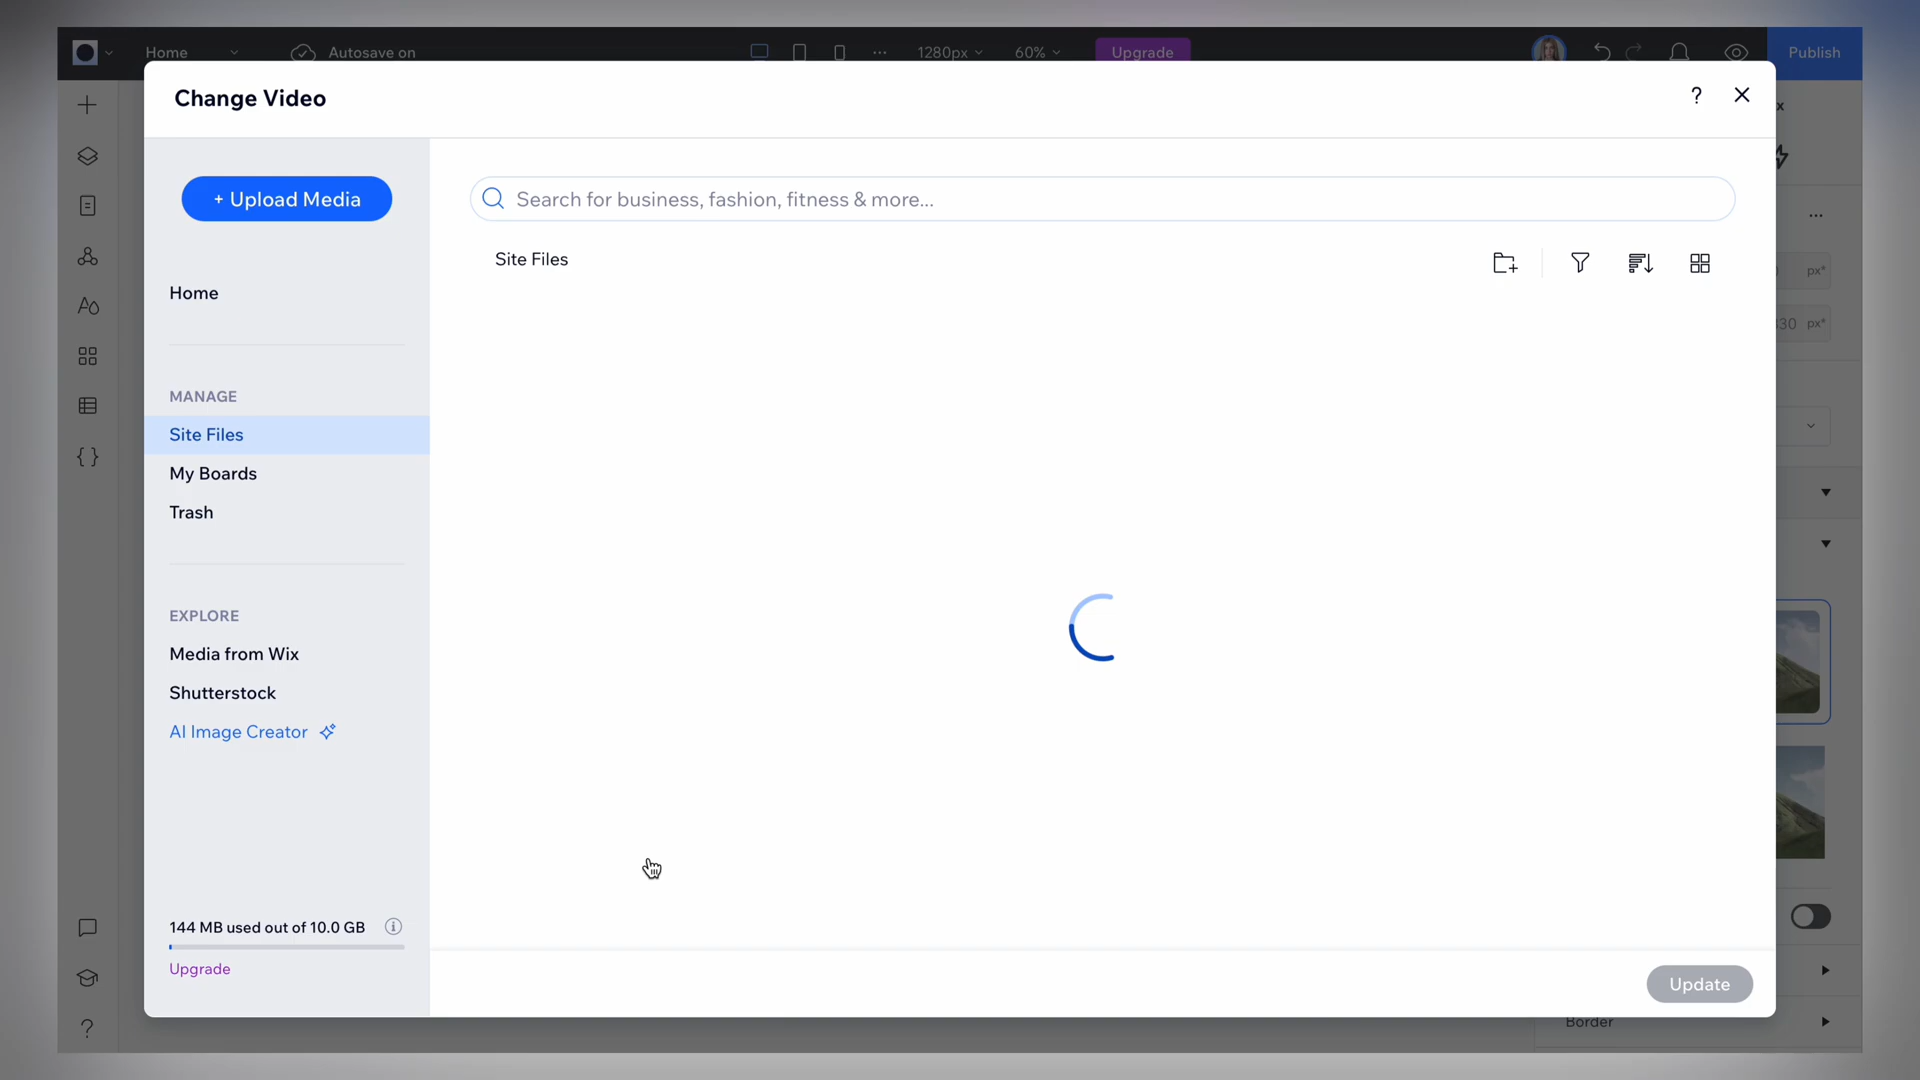 Home
Autosave on
1280px
60%
Upgrade
Publish
Change Video
?
+ Upload Media
Search for business, fashion, fitness & more...
Site Files
px*
Home
px*
MANAGE
Site Files
My Boards
Trash
EXPLORE
Media from Wix
Shutterstock
AI Image Creator
144 MB used out of 10.0 GB
Upgrade
Update
Border
?